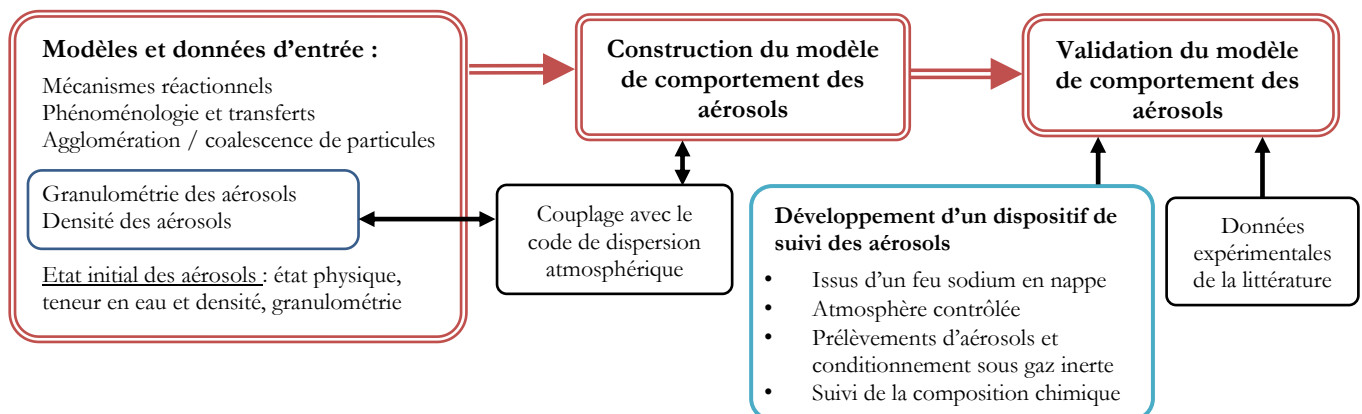 Modèles et données d'entrée :
Mécanismes réactionnels
Phénoménologie et transferts
Agglomération / coalescence de particules
Granulométrie des aérosols
Densité des aérosols
Etat initial des aérosols : état physique,
teneur en eau et densité, granulométrie
Construction du modèle
de comportement des
aérosols
Couplage avec le
code de dispersion
atmosphérique
Validation du modèle
de comportement des
aérosols
Développement d'un dispositif de
suivi des aérosols
• Issus d'un feu sodium en nappe
• Atmosphère contrôlée
• Prélèvements d'aérosols et
conditionnement sous gaz inerte
• Suivi de la composition chimique
Données
expérimentales
de la littérature